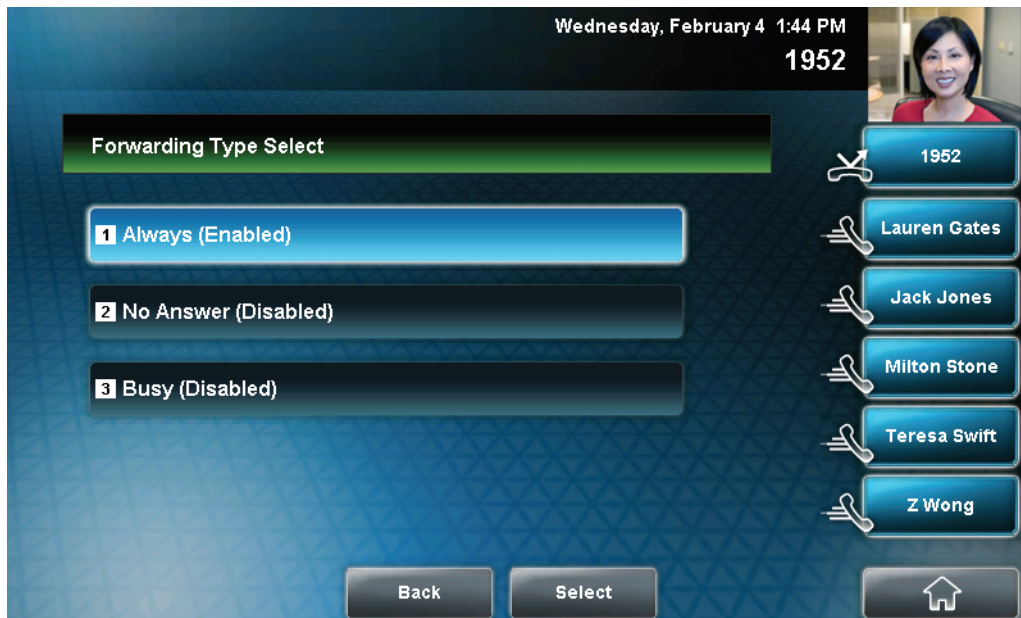 Wednesday, February 4 1:44 PM
1952
Forwarding Type Select
1 Always (Enabled)
2 No Answer (Disabled)
3 Busy (Disabled)
1952
Lauren Gates
Jack Jones
Milton Stone
Teresa Swift
Z Wong
Back
Select